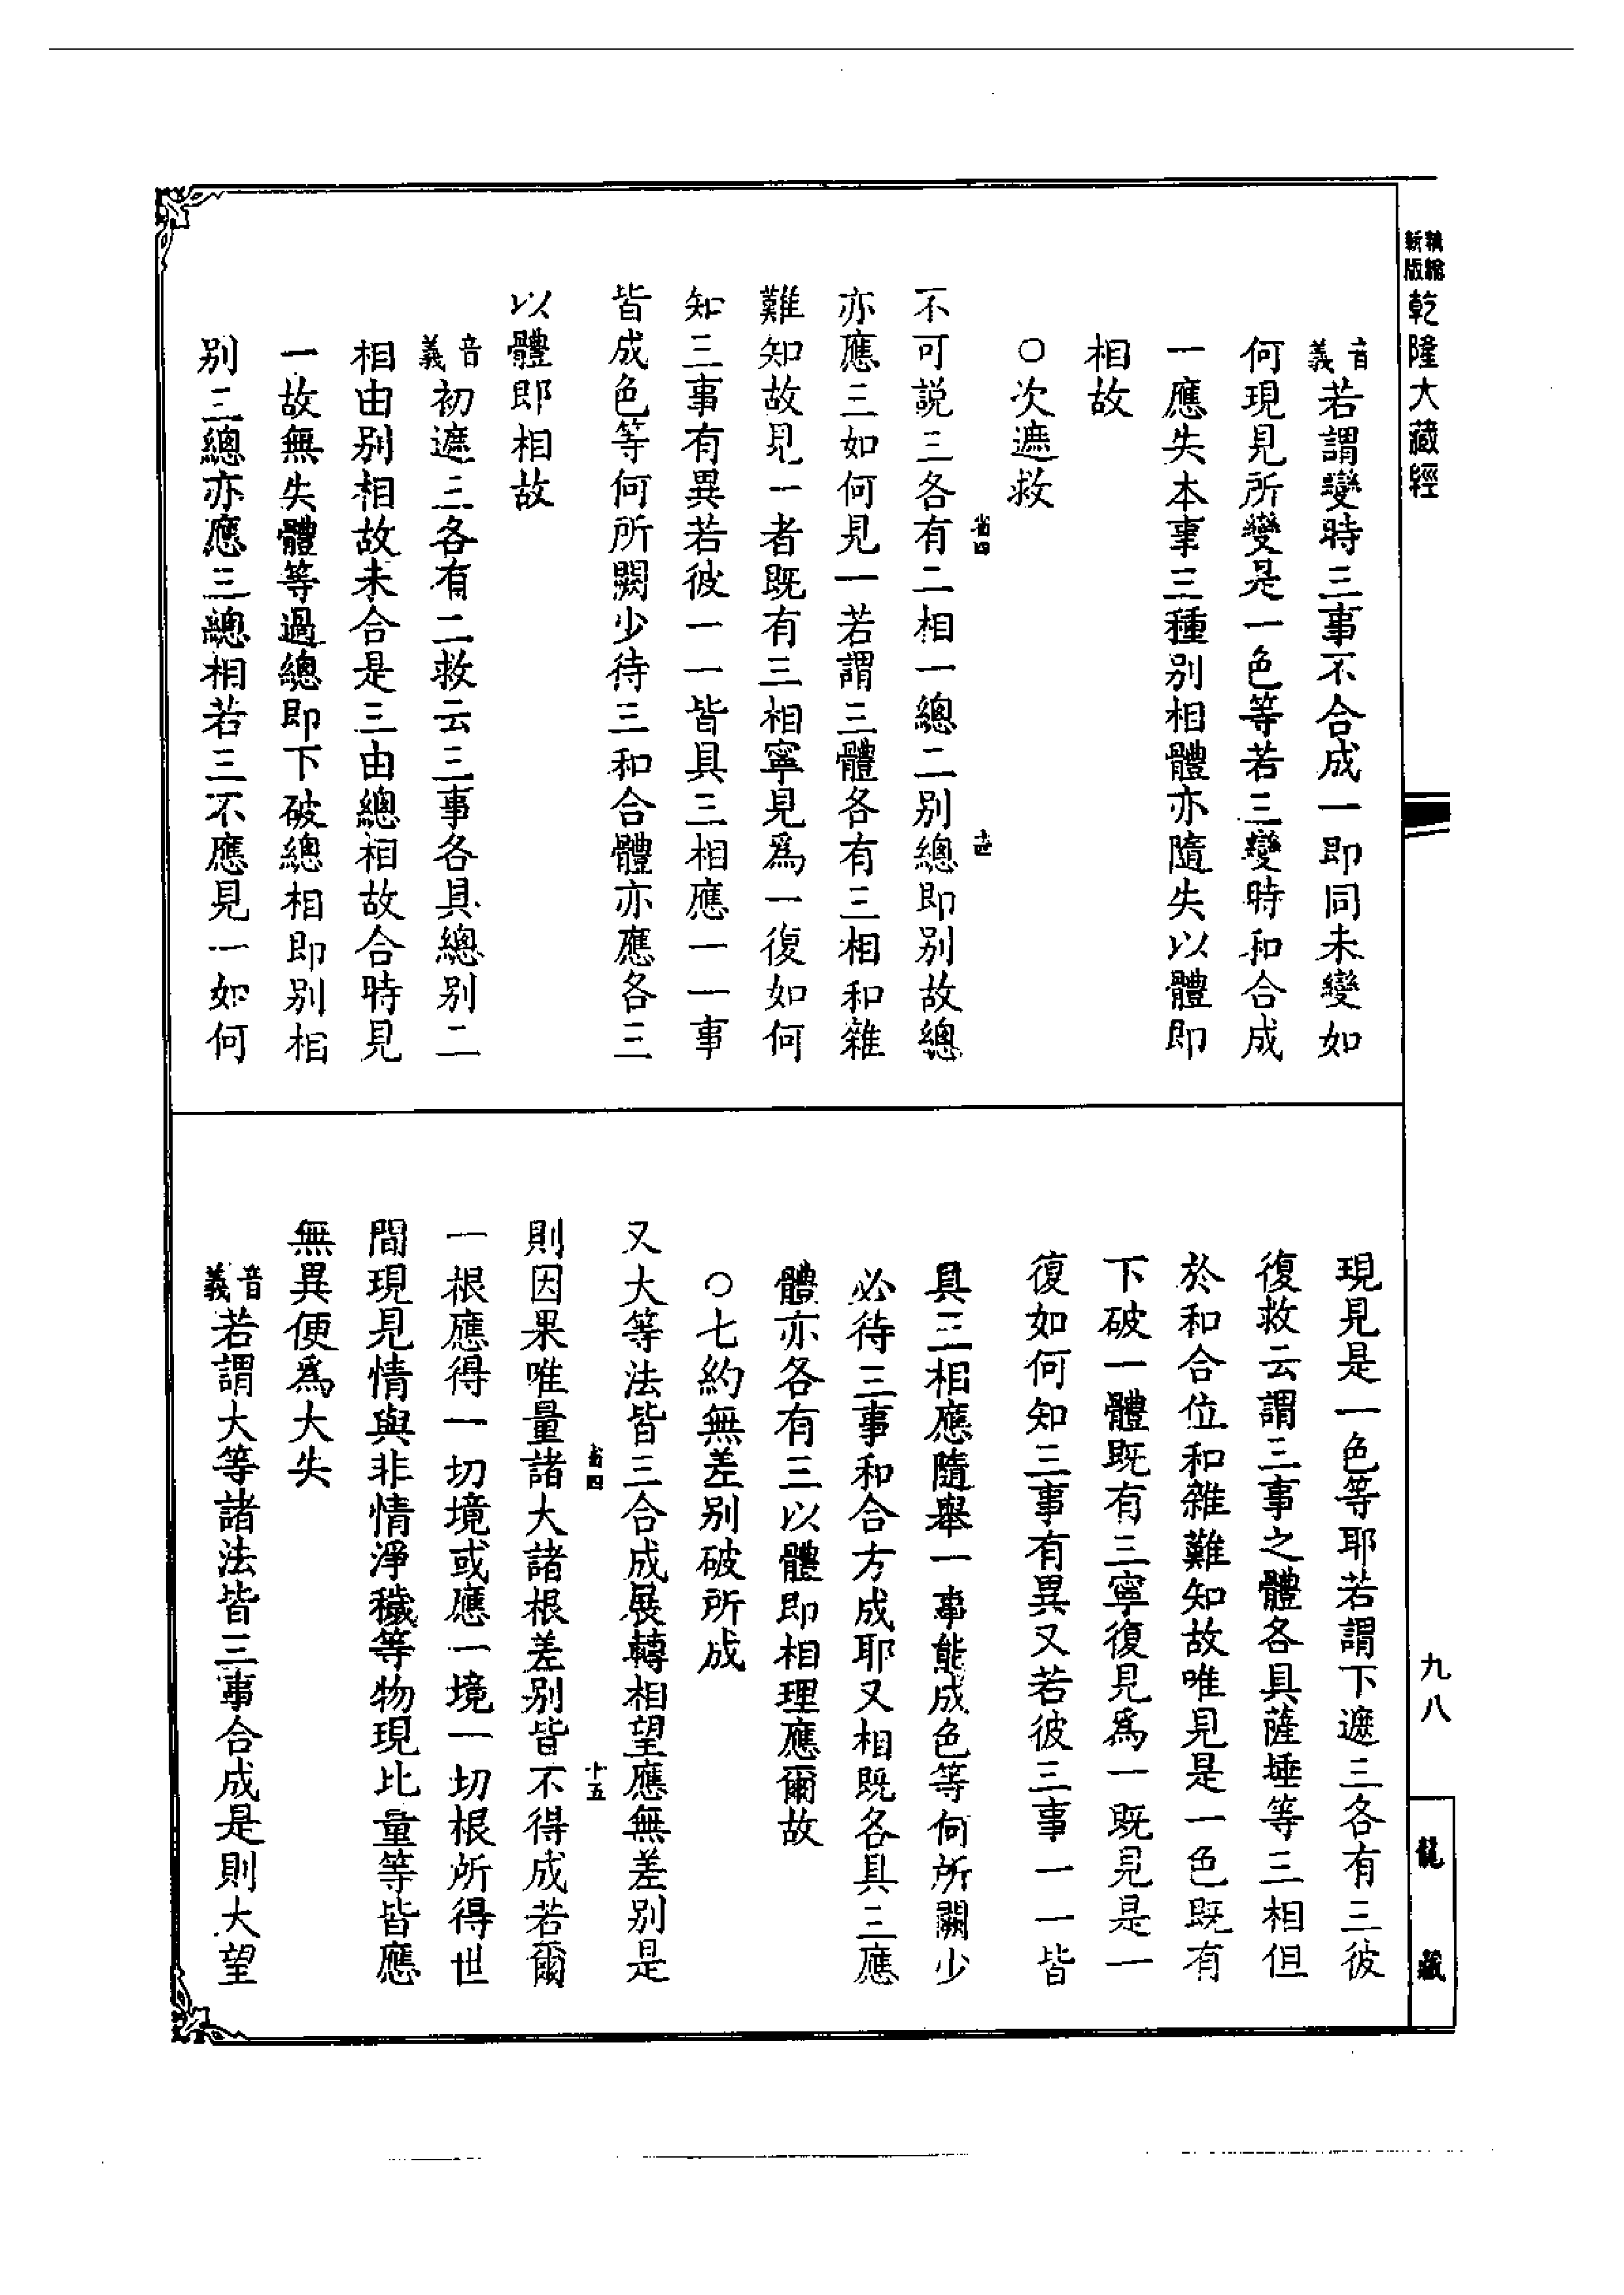 精縮
新版
乾隆大藏經
音義若謂變時三事不合成一即同未變如
何現見所變是一色等若三變時和合成
一應失本事三種别相體亦隨失以體即
相故
○次遮救
不可説三各有二相一總二别總即别故總
亦應三如何見一若謂三體各有三相和雜
難知故見一者既有三相寧見爲一復如何
知三事有異若彼一一皆具三相應一一事
皆成色等何所闕少待三和合體亦應各三
以體即相故
音義初遮三各有二救云三事各具總别二
相由别相故未合是三由總相故合時見
一故無失體等過總即下破總相即别相
别三總亦應三總相若三不應見一如何
省四
十四
現見是一色等耶若謂下遮三各有三彼
復救云謂三事之體各具薩埵等三相但
於和合位和雜難知故唯見是一色既有
下破一體既有三寧復見爲一既見是一
復如何知三事有異又若彼三事一一皆
具三相應隨舉一事能成色等何所闕少
必待三事和合方成耶又相既各具三應
體亦各有三以體即相理應爾故
○七約無差别破所成
又大等法皆三合成展轉相望應無差别是
則因果唯量諸大諸根差别皆不得成若爾
一根應得一切境或應一境一切根所得世
間現見情與非情淨穢等物現比量等皆應
無異便爲大失
音義若謂大等諸法皆三事合成是則大望
省四
十五
九八
龍藏